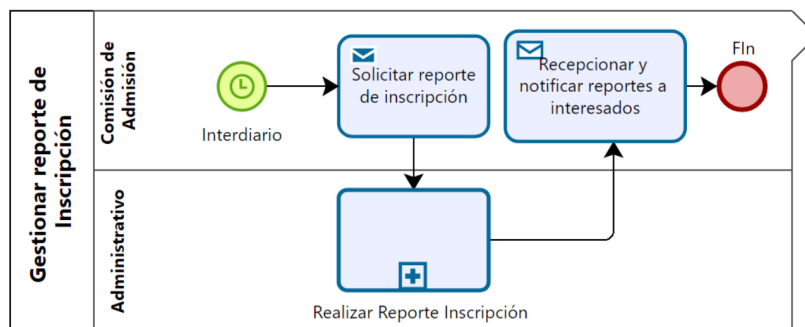 Gestionar reporte de
Inscripción
Comisión de
Admisión
Interdiario
Solicitar reporte
de inscripción
Recepcionar y
notificar reportes a
interesados
FIn
Administrativo
Realizar Reporte Inscripción